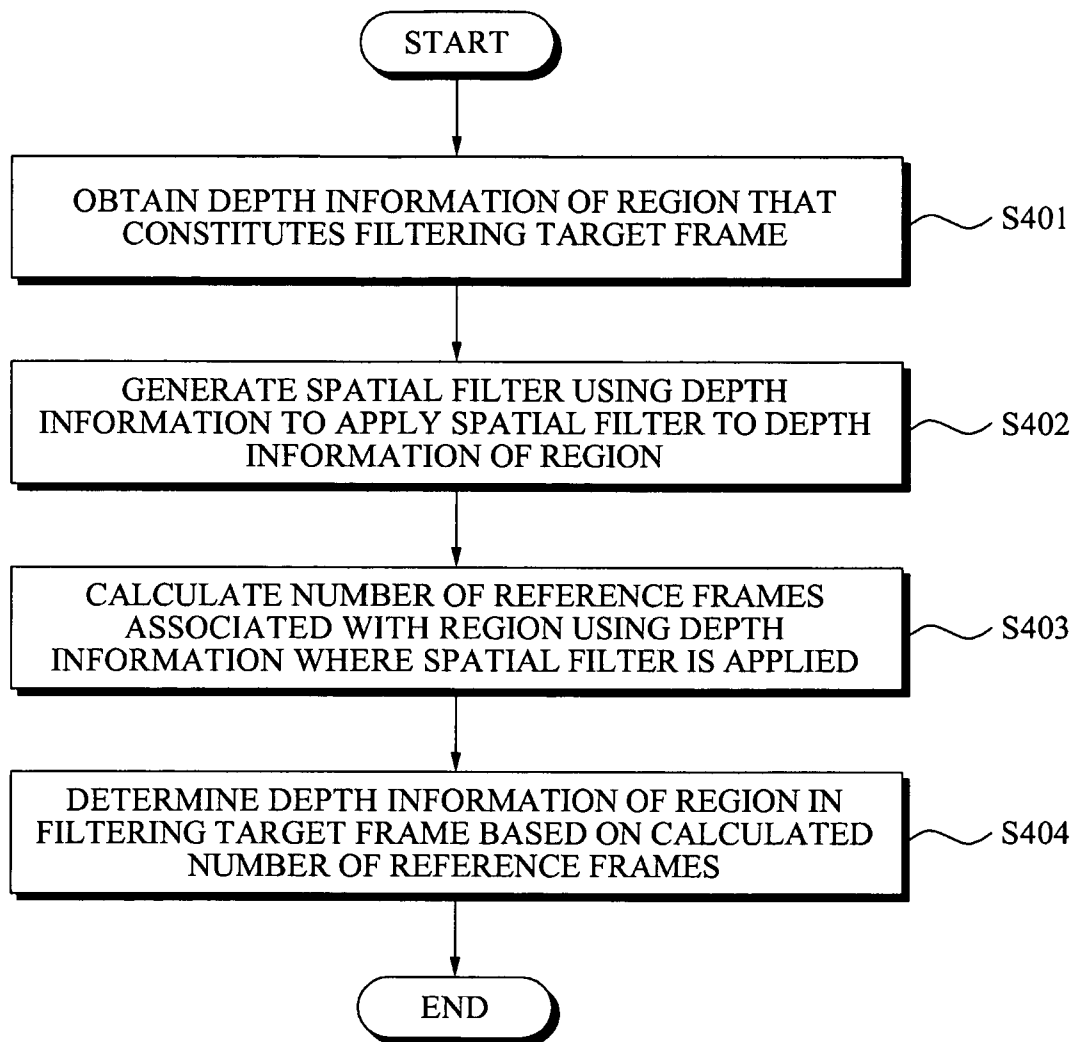 START
OBTAIN DEPTH INFORMATION OF REGION THAT
CONSTITUTES FILTERING TARGET FRAME
S401
GENERATE SPATIAL FILTER USING DEPTH
INFORMATION TO APPLY SPATIAL FILTER TO DEPTH
INFORMATION OF REGION
S402
CALCULATE NUMBER OF REFERENCE FRAMES
ASSOCIATED WITH REGION USING DEPTH
INFORMATION WHERE SPATIAL FILTER IS APPLIED
S403
DETERMINE DEPTH INFORMATION OF REGION IN
FILTERING TARGET FRAME BASED ON CALCULATED
NUMBER OF REFERENCE FRAMES
S404
END